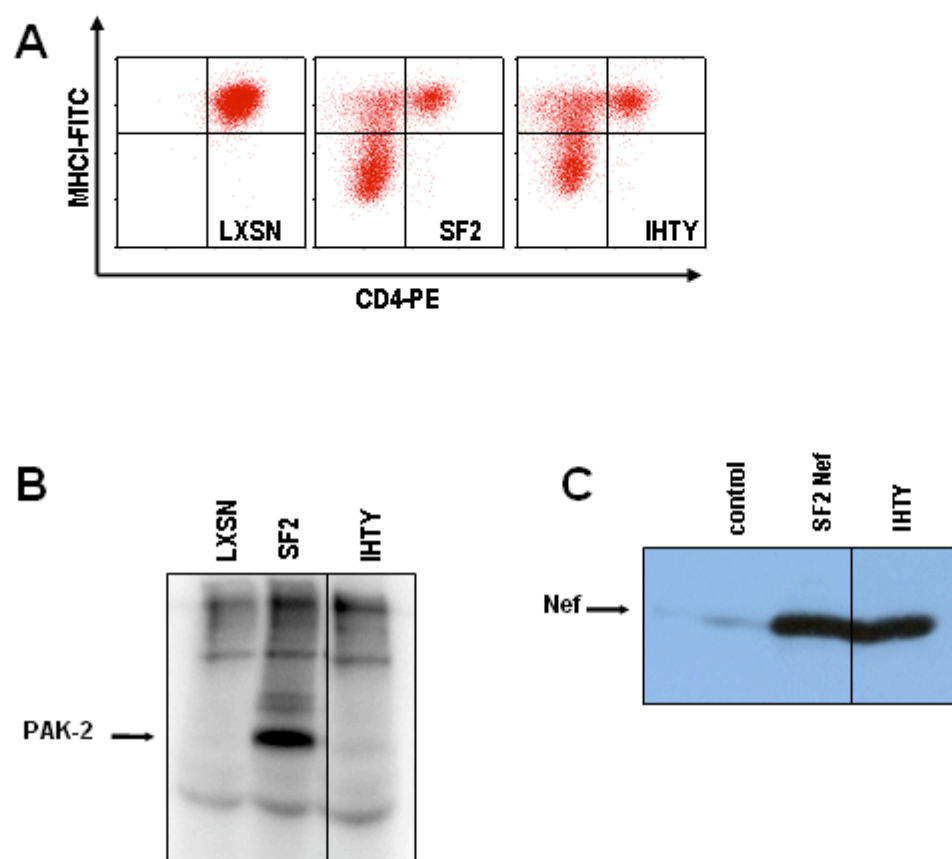 A
MHCI-FITC
LXSN
SF2
IHTY
CD4-PE
B
LXSN
SF2
IHTY
PAK-2
C
control
SF2 Nef
IHTY
Nef